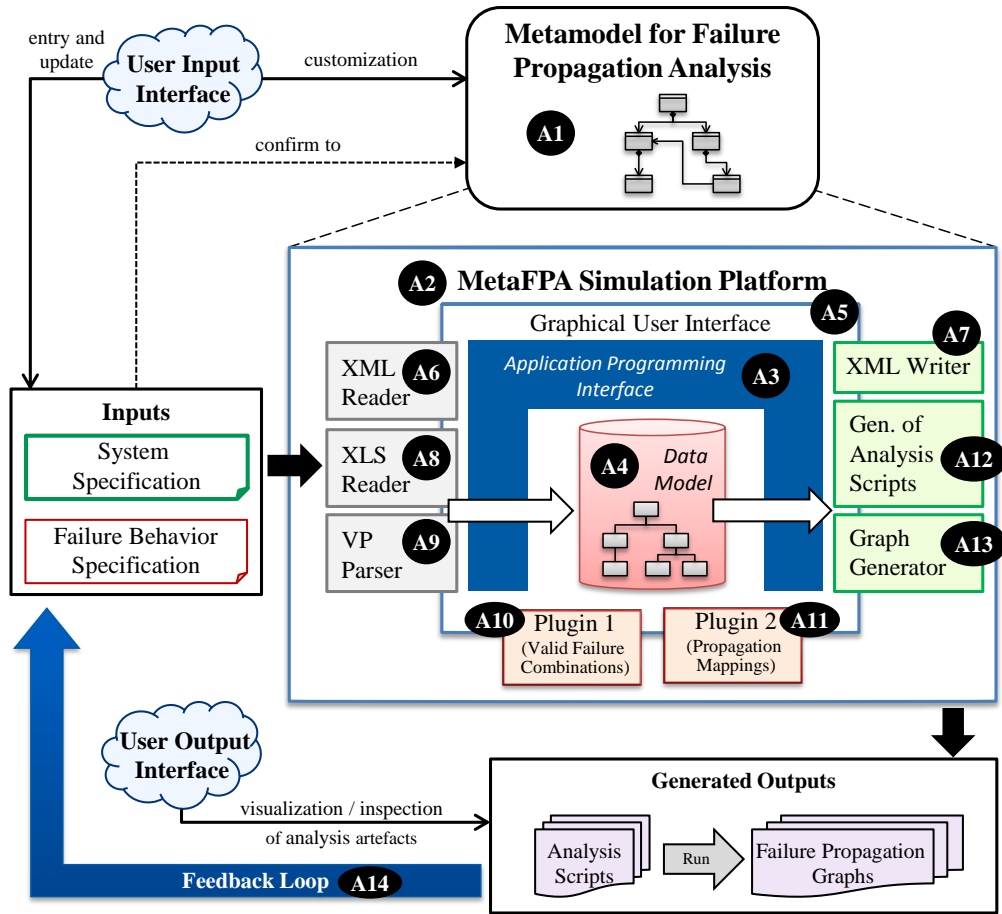 entry and
update
User Input
Interface
customization
confirm to
Metamodel for Failure
Propagation Analysis
A1
A2
MetaFPA Simulation Platform
A5
Graphical User Interface
A7
XML
Reader
A6
Application Programming
Interface
A3
XML Writer
Inputs
System
Specification
Failure Behavior
Specification
XLS
Reader
A8
A4
Data
Model
Gen. of
Analysis
Scripts
A12
VP
Parser
A9
Graph
Generator
A13
A10
Plugin 1
(Valid Failure
Combinations)
Plugin 2
(Propagation
Mappings)
A11
User Output
Interface
visualization / inspection
of analysis artefacts
Generated Outputs
Analysis
Scripts
Run
Failure Propagation
Graphs
Feedback Loop
A14